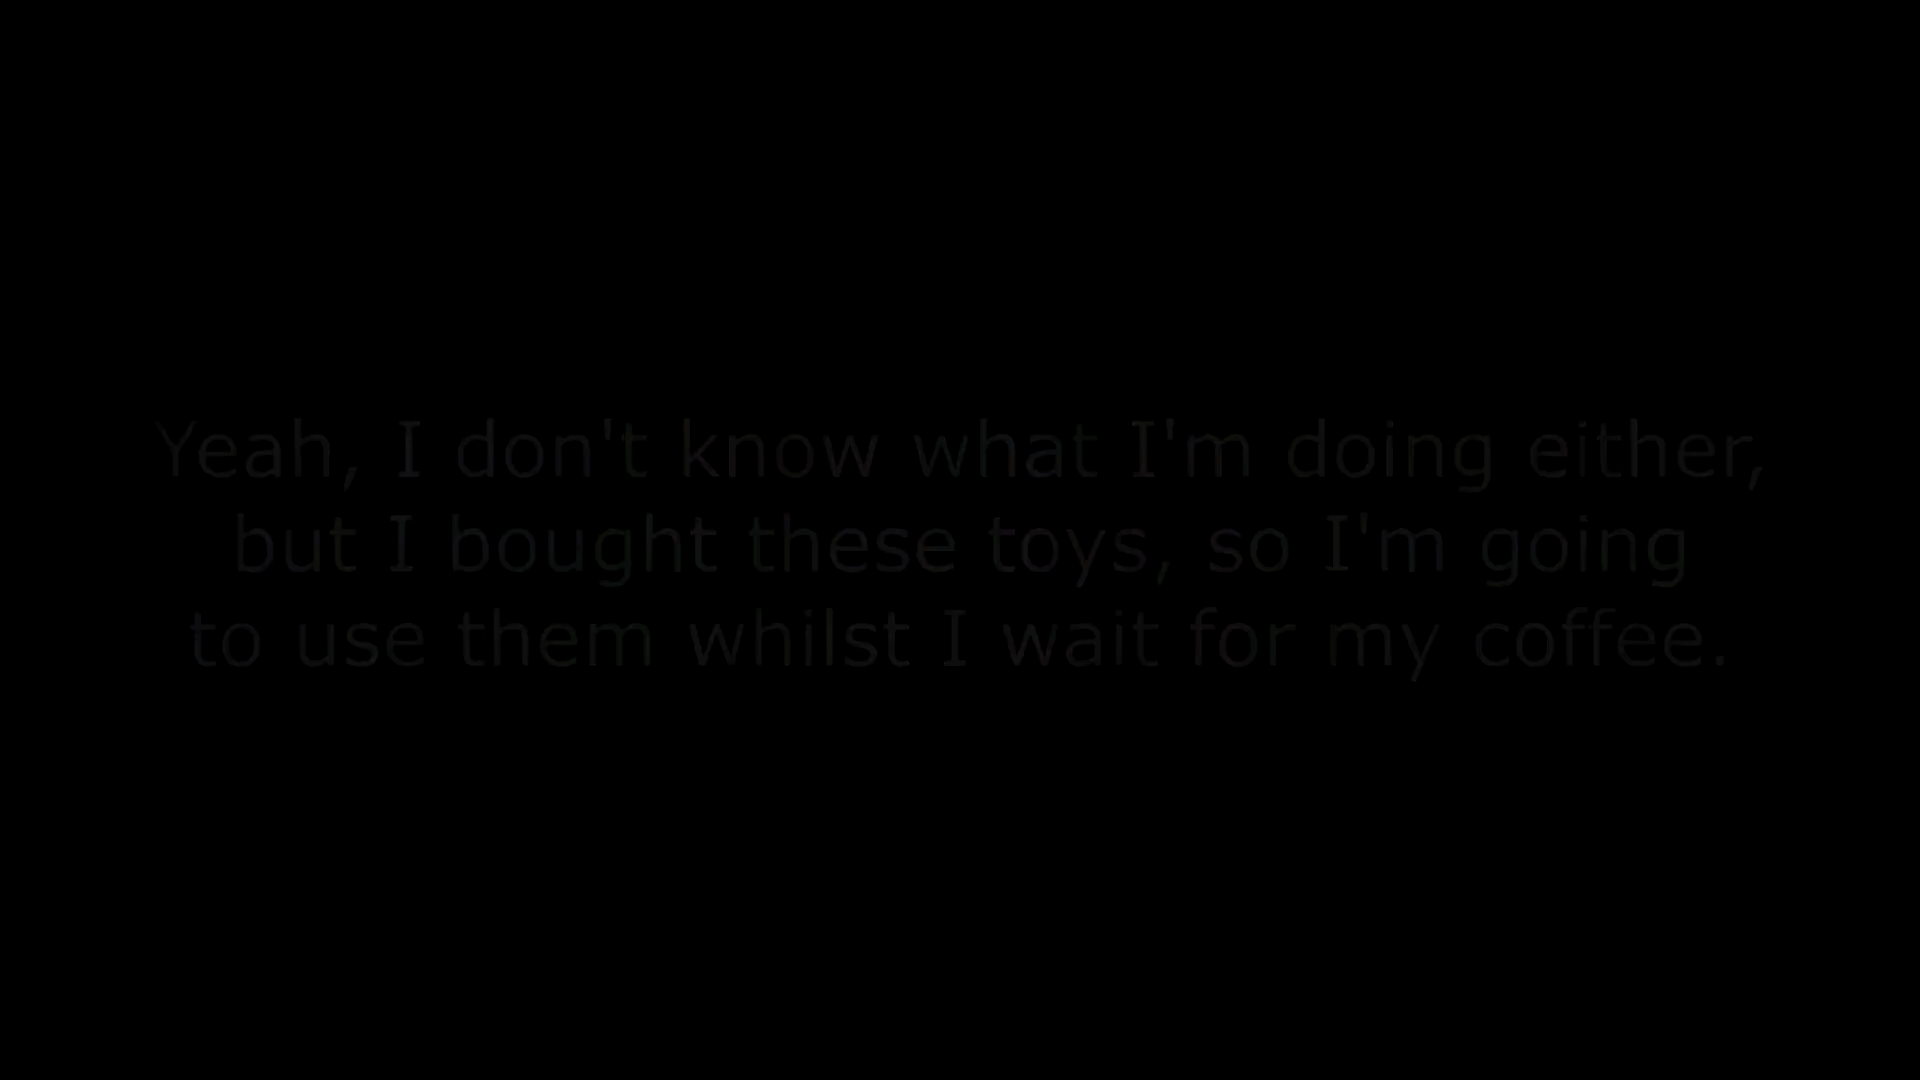 Yeah, I don't know what I'm doing either,
but I bought these toys, so I'm going
to use them whilst I wait for my coffee.